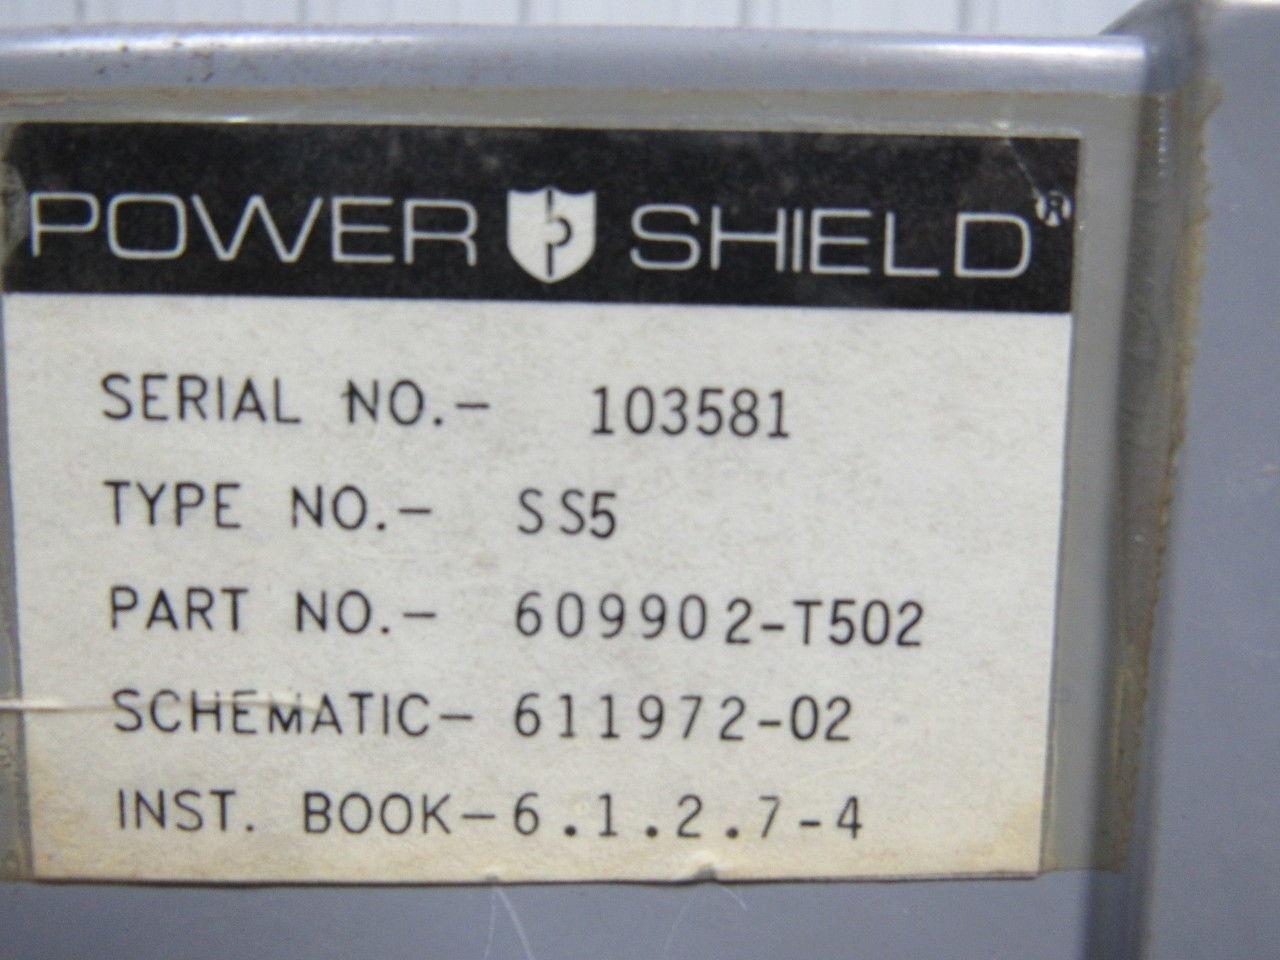 POWER SHIELD®
SERIAL NO.- 103581
TYPE NO.- SS5
PART NO.- 609902-T502
SCHEMATIC- 611972-02
INST. BOOK-6.1.2.7-4